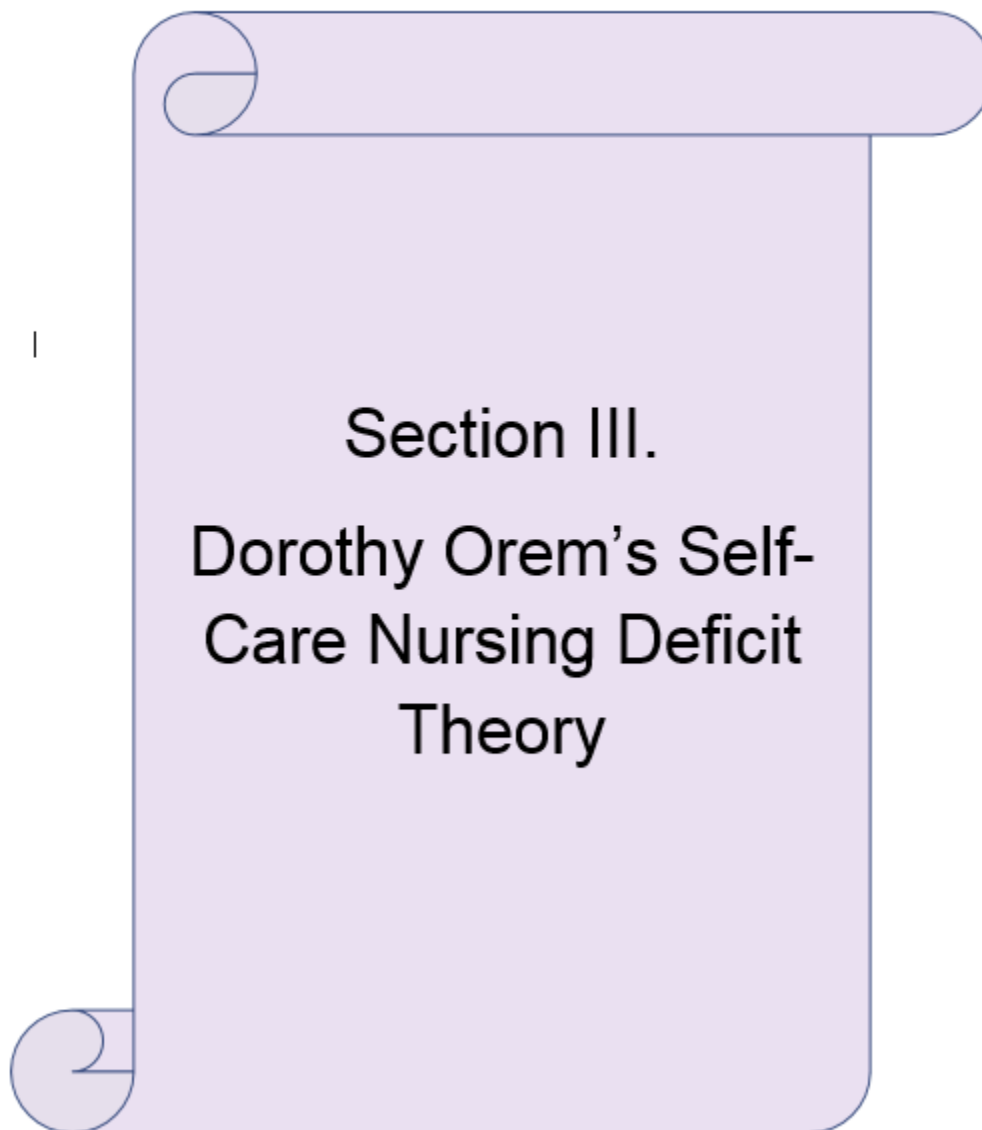 Section III.
Dorothy Orem’s Self-
Care Nursing Deficit
Theory